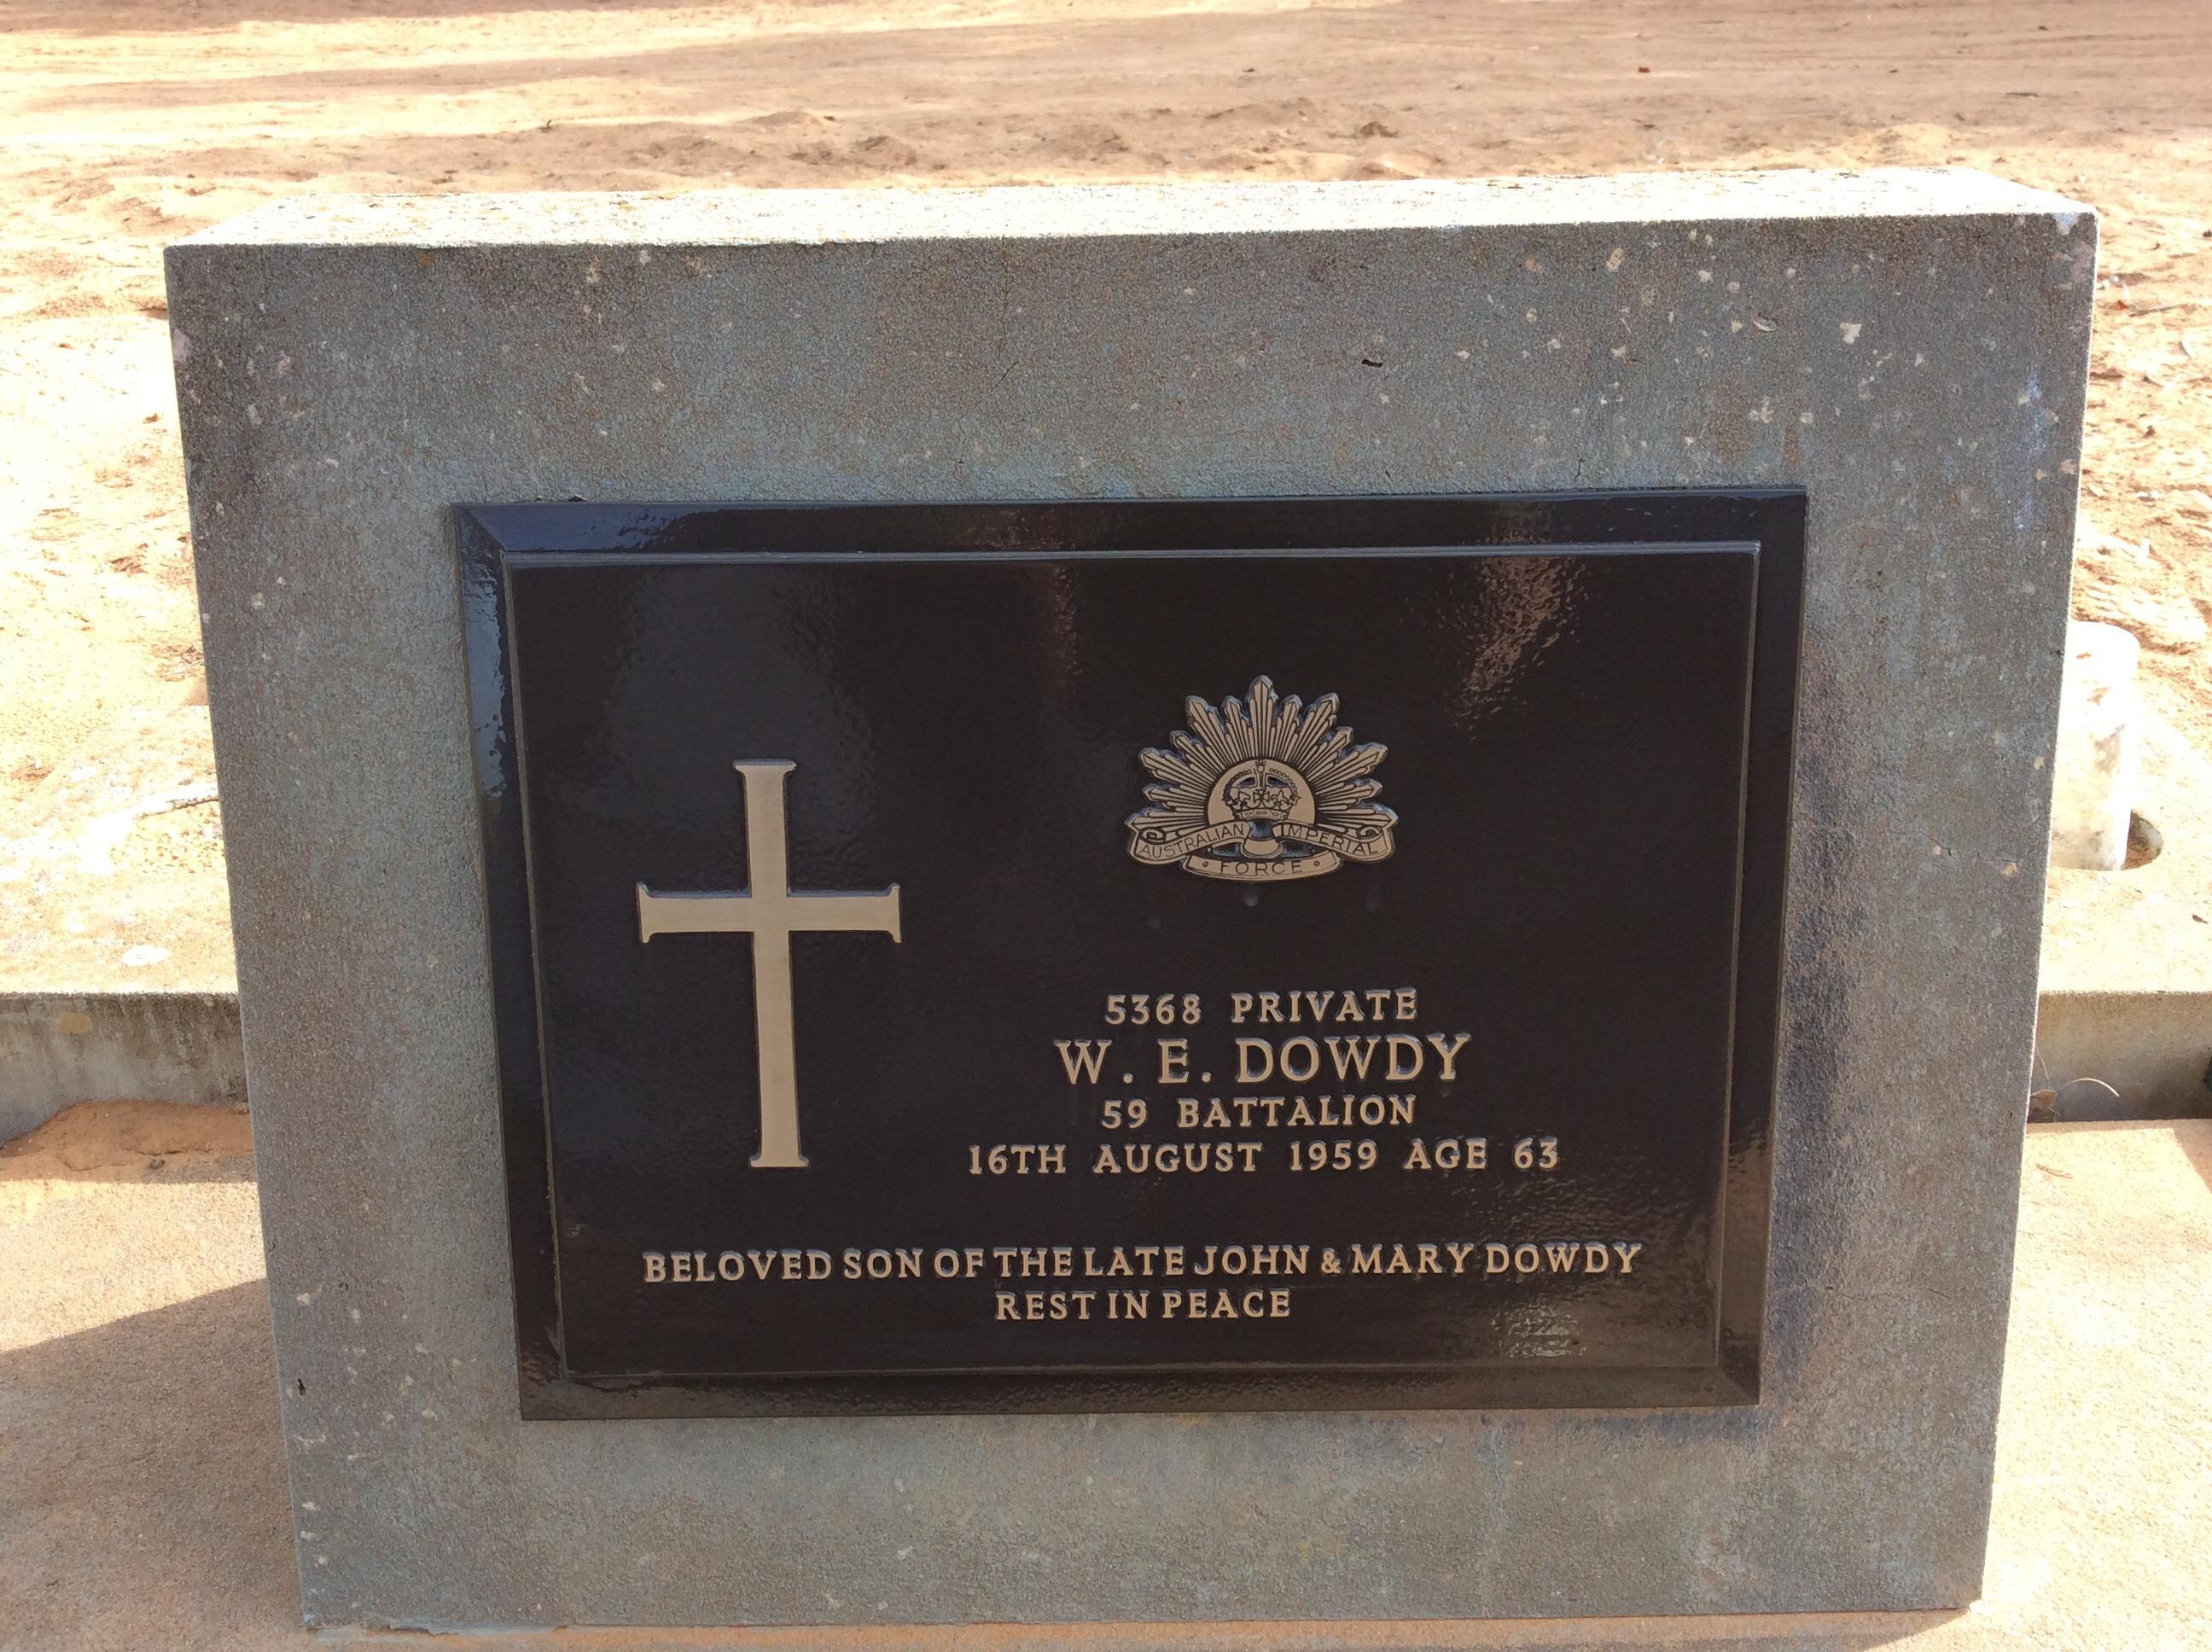 AUSTRALIAN IMPERIAL
FORCE
5368 PRIVATE
W. E. DOWDY
59 BATTALION
16TH AUGUST 1959 AGE 63
BELOVED SON OF THE LATE JOHN & MARY DOWDY
REST IN PEACE